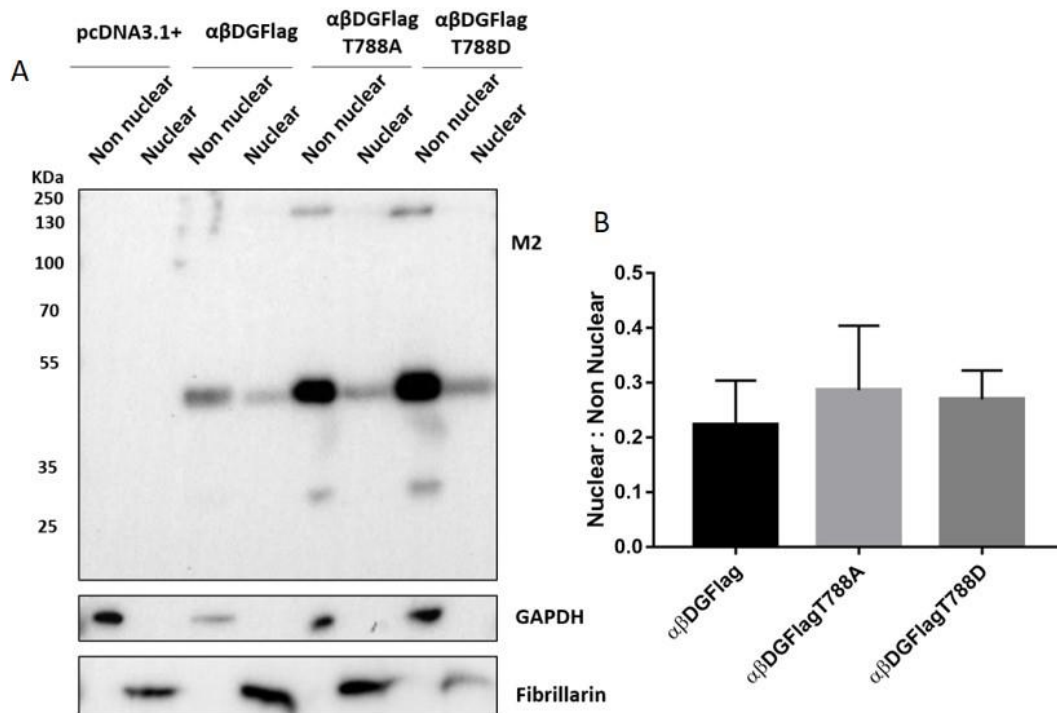 pcDNA3.1+ αβDGFlag αβDGFlag T788A αβDGFlag T788D
A
Non nuclear Nuclear Non nuclear Nuclear Non nuclear Nuclear Non nuclear Nuclear
KDa
250
130
100
70
55
35
25
M2
GAPDH
Fibrillarin
B
Nuclear : Non Nuclear
0.5
0.4
0.3
0.2
0.1
0.0
αβDGFlag
αβDGFlagT788A
αβDGFlagT788D